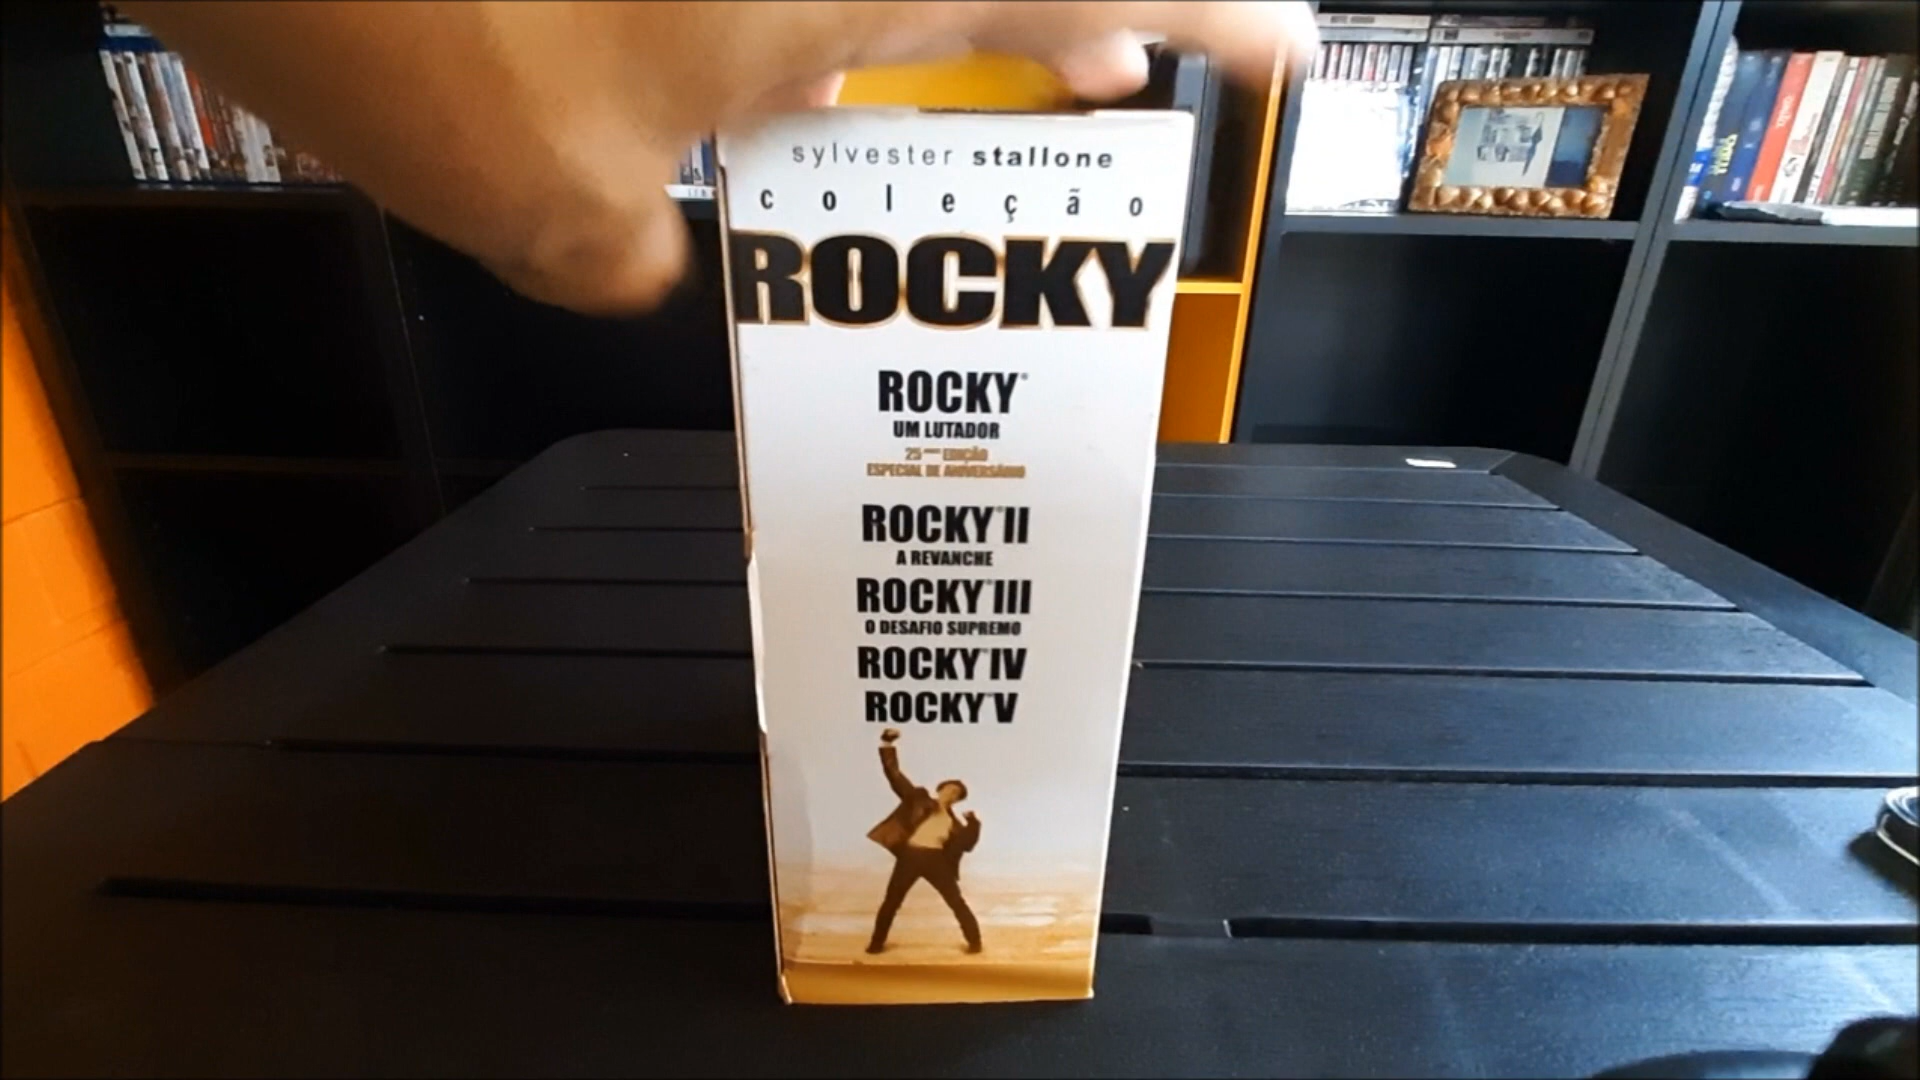 sylvester stallone
coleção
ROCKY
ROCKY®
UM LUTADOR
25 EDIÇÃO
ESPECIAL DE ANIVERSÁRIO
ROCKY II
A REVANCHE
ROCKY III
O DESAFIO SUPREMO
ROCKY IV
ROCKY V